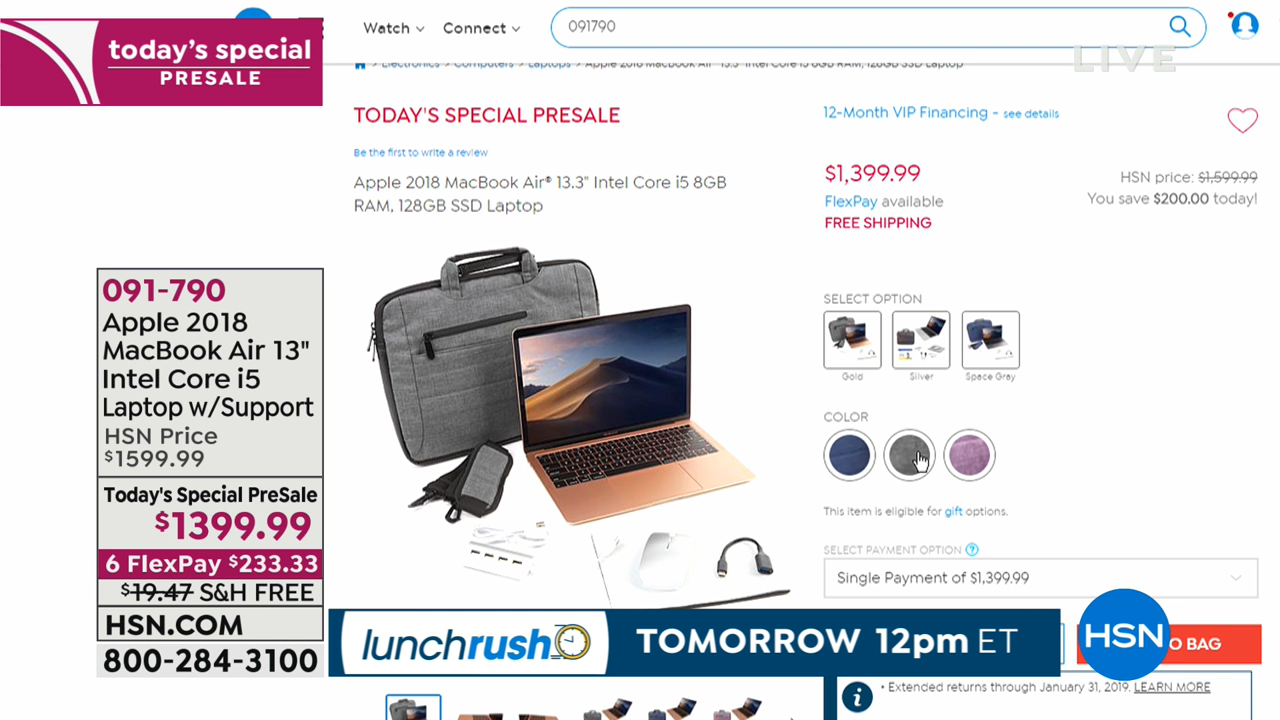 today's special
PRESALE
Watch
Connect
091790
LIVE
> Electronics > Computers > Laptops > Apple 2018 MacBook Air® 13.3" Intel Core i5 8GB RAM, 128GB SSD Laptop
TODAY'S SPECIAL PRESALE
Be the first to write a review
Apple 2018 MacBook Air® 13.3" Intel Core i5 8GB
RAM, 128GB SSD Laptop
12-Month VIP Financing - see details
$1,399.99
HSN price: $1,599.99
FlexPay available
You save $200.00 today!
FREE SHIPPING
SELECT OPTION
Gold
Silver
Space Gray
COLOR
This item is eligible for gift options.
SELECT PAYMENT OPTION ?
Single Payment of $1,399.99
091-790
Apple 2018
MacBook Air 13"
Intel Core i5
Laptop w/Support
HSN Price
$1599.99
Today's Special PreSale
$1399.99
6 FlexPay $233.33
$19.47 S&H FREE
HSN.COM
800-284-3100
lunchrush
TOMORROW 12pm ET
HSN
O BAG
i
• Extended returns through January 31, 2019. LEARN MORE